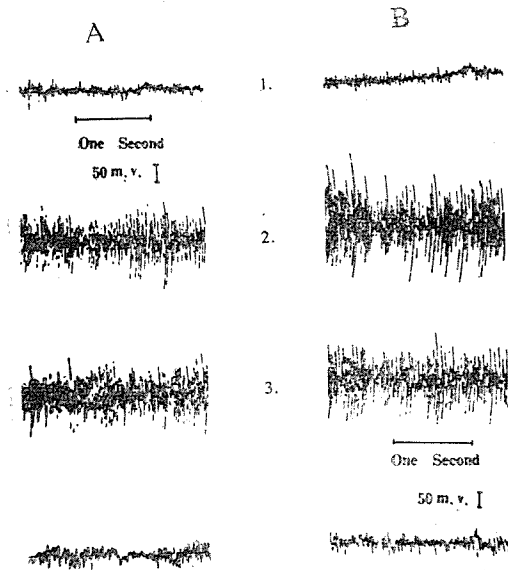 A
B
1.
One Second
50 m. v.
2.
3.
One Second
50 m. v.